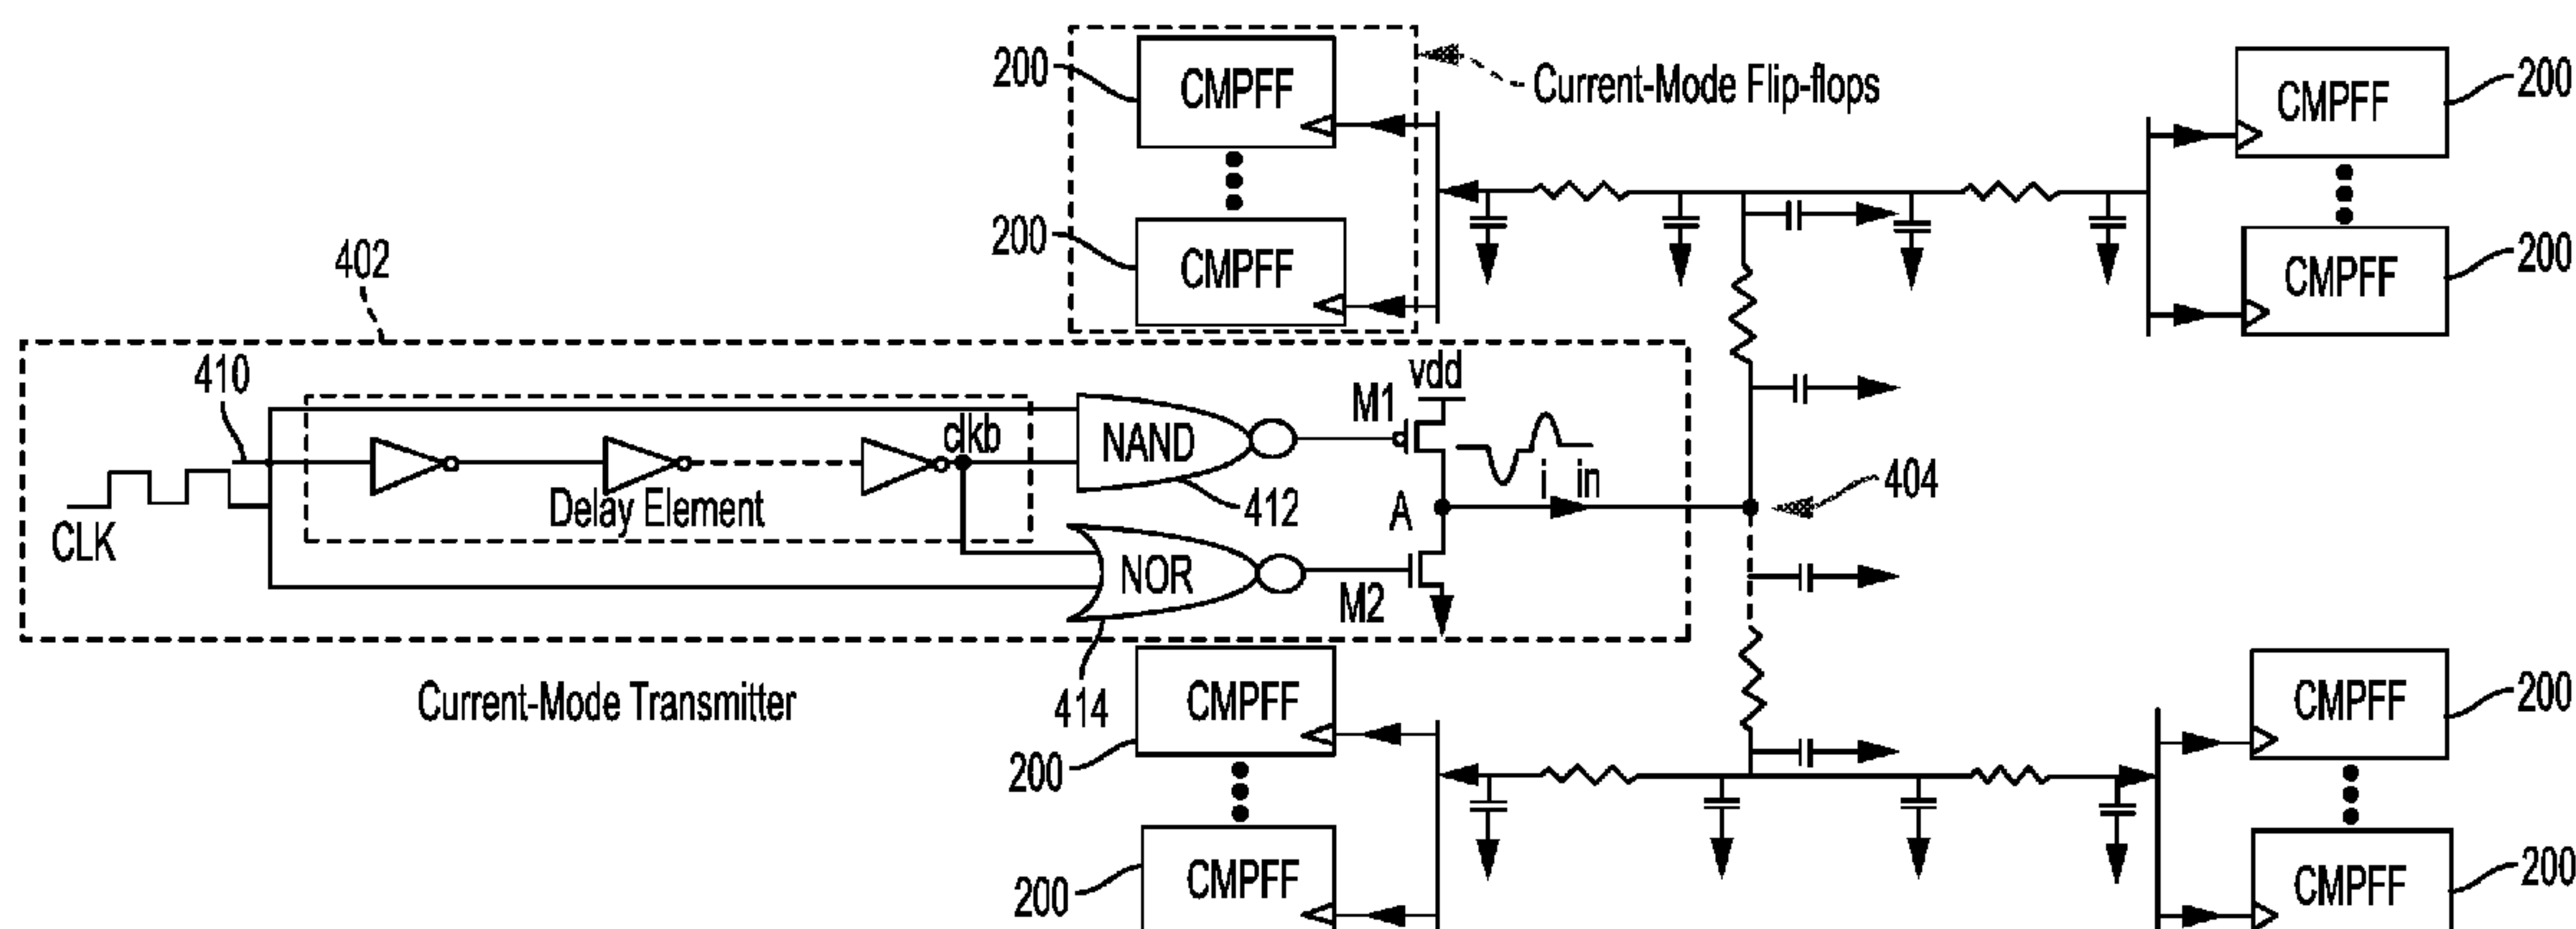 200
CMPFF
Current-Mode Flip-flops
CMPFF
200
200
CMPFF
CMPFF
200
402
410
CLK
Delay Element
clkb
NAND
412
NOR
414
M1
vdd
i in
A
M2
404
Current-Mode Transmitter
CMPFF
200
CMPFF
200
200
CMPFF
CMPFF
200